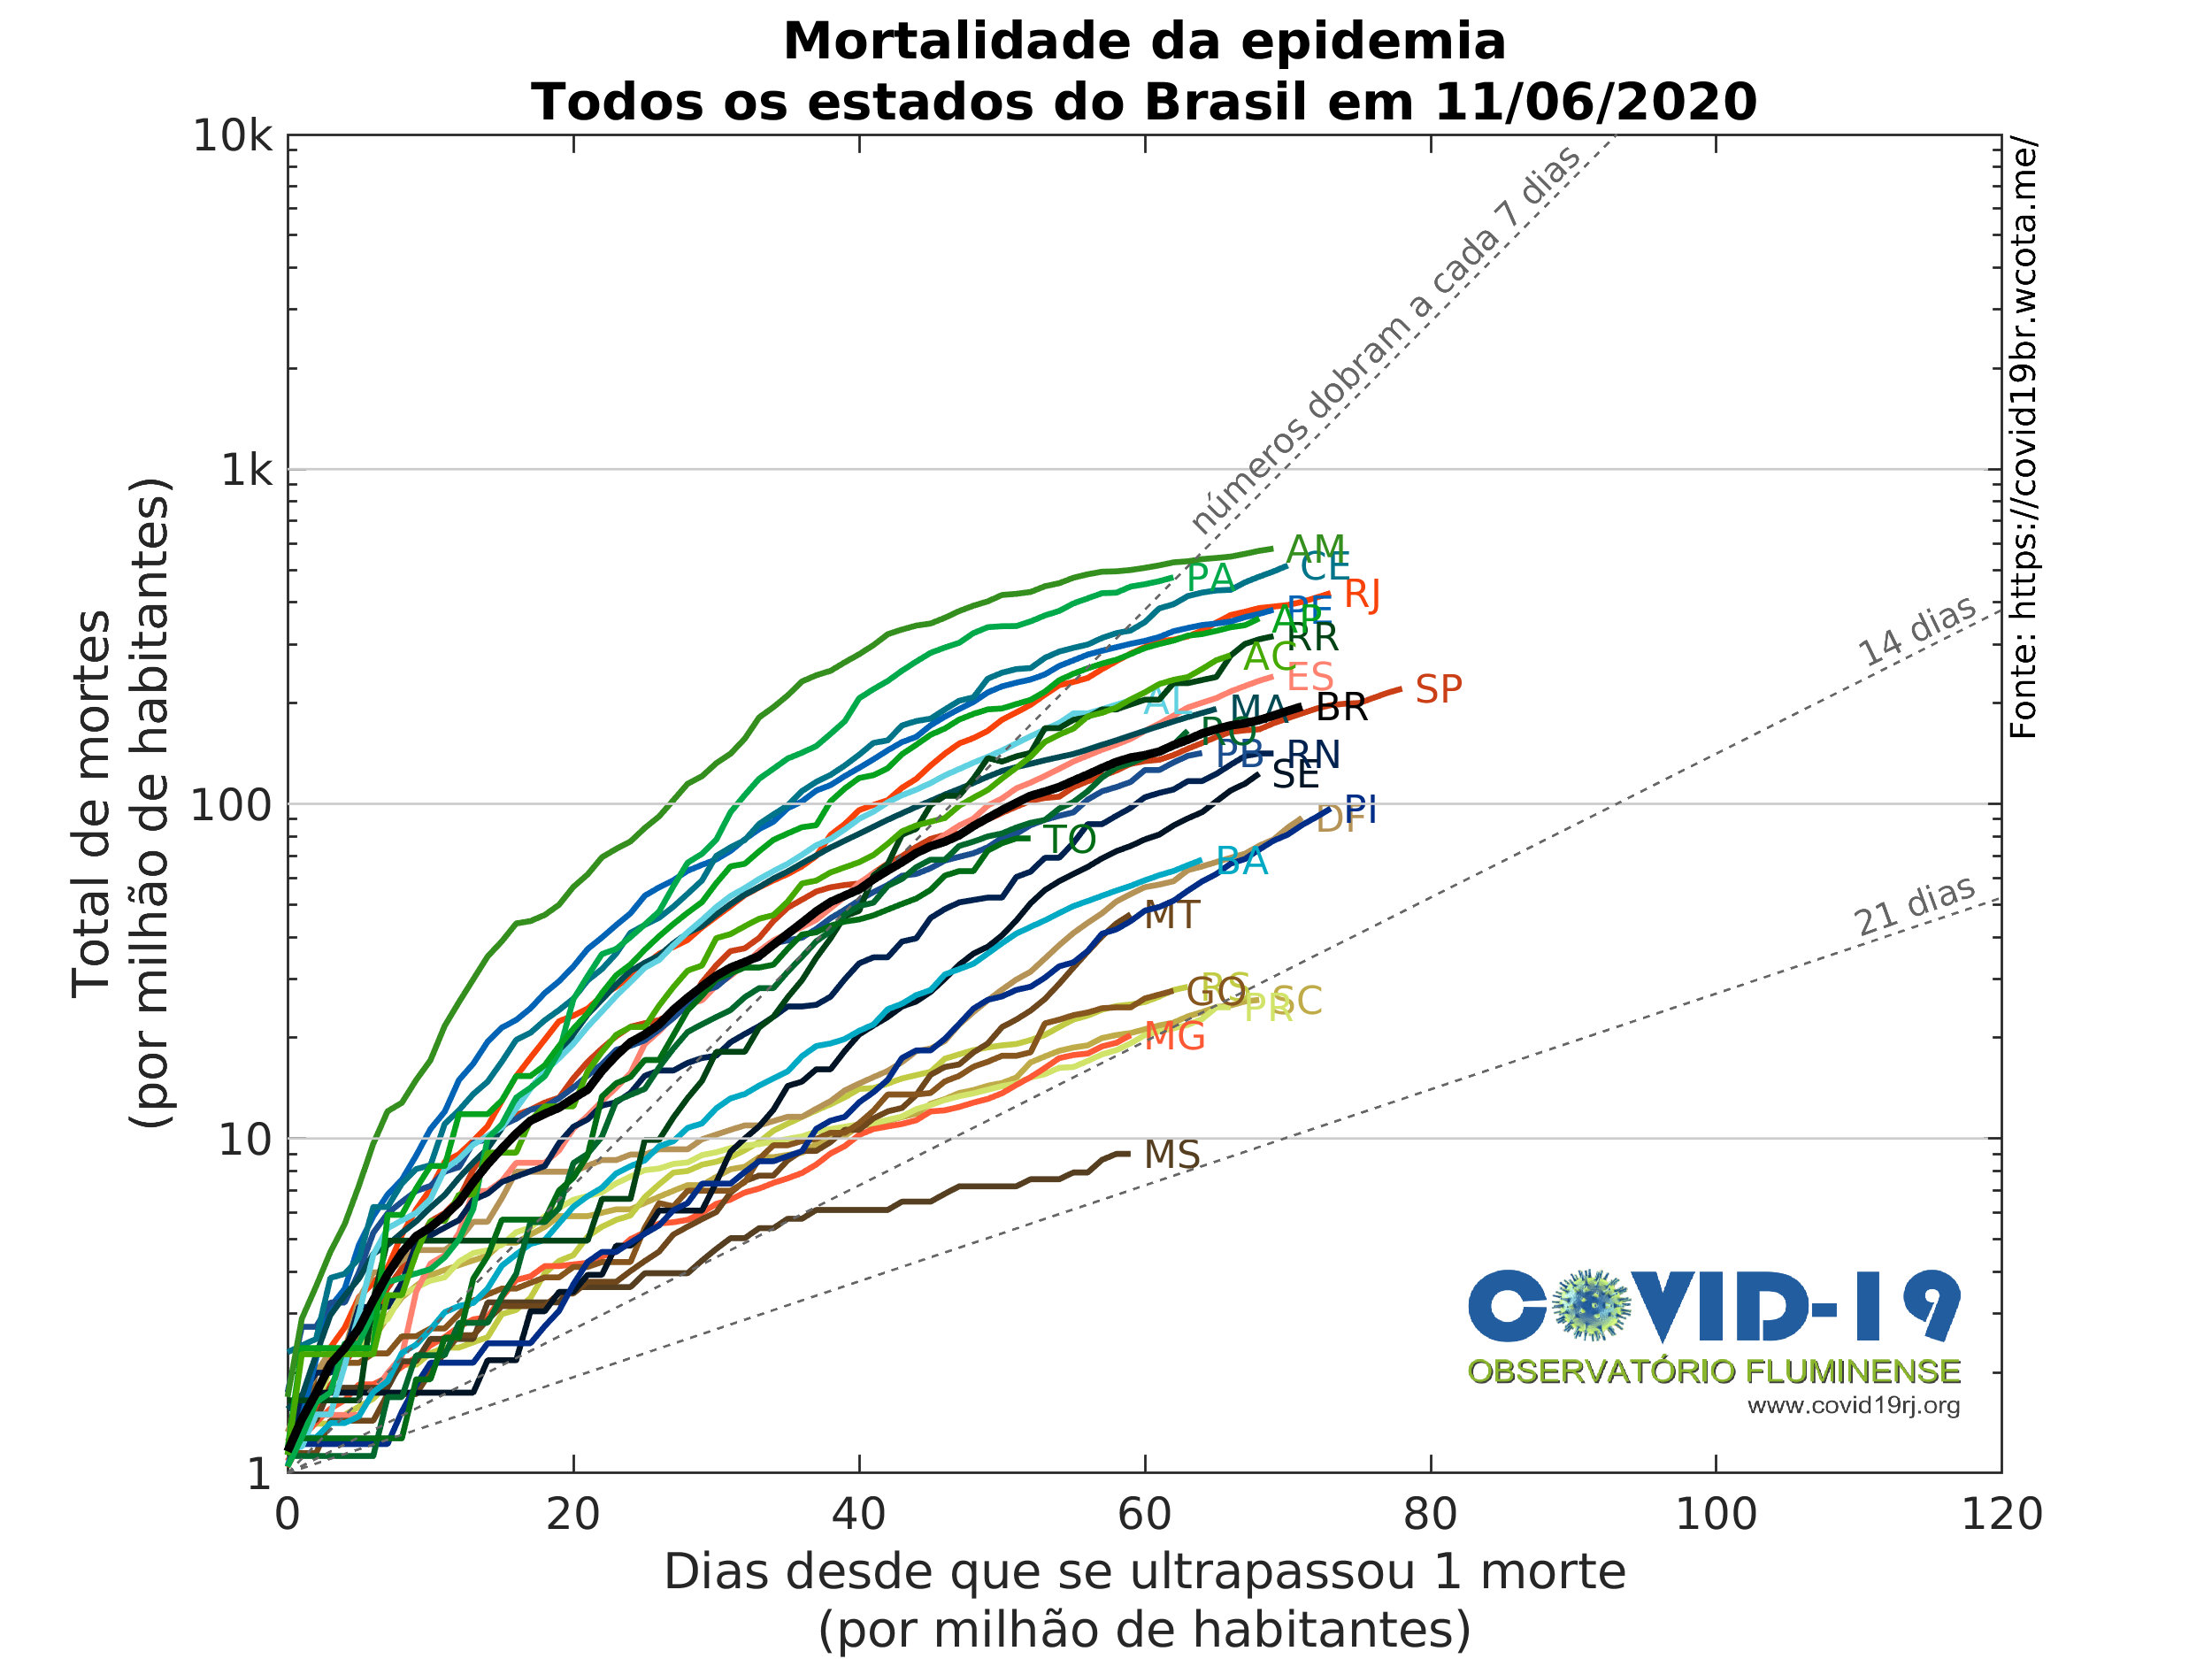 Mortalidade da epidemia
Todos os estados do Brasil em 11/06/2020
Total de mortes
(por milhão de habitantes)
10k
1k
100
10
1
números dobram a cada 7 dias
14 dias
21 dias
AM
CE
PA
RJ
PE
AP
RR
AC
ES
SP
AL
MA
BR
RO
PB
RN
SE
PI
DF
TO
BA
MT
RS
GO
SC
PR
MG
MS
Fonte: https://covid19br.wcota.me/
COVID-19
OBSERVATÓRIO FLUMINENSE
www.covid19rj.org
0 20 40 60 80 100 120
Dias desde que se ultrapassou 1 morte
(por milhão de habitantes)